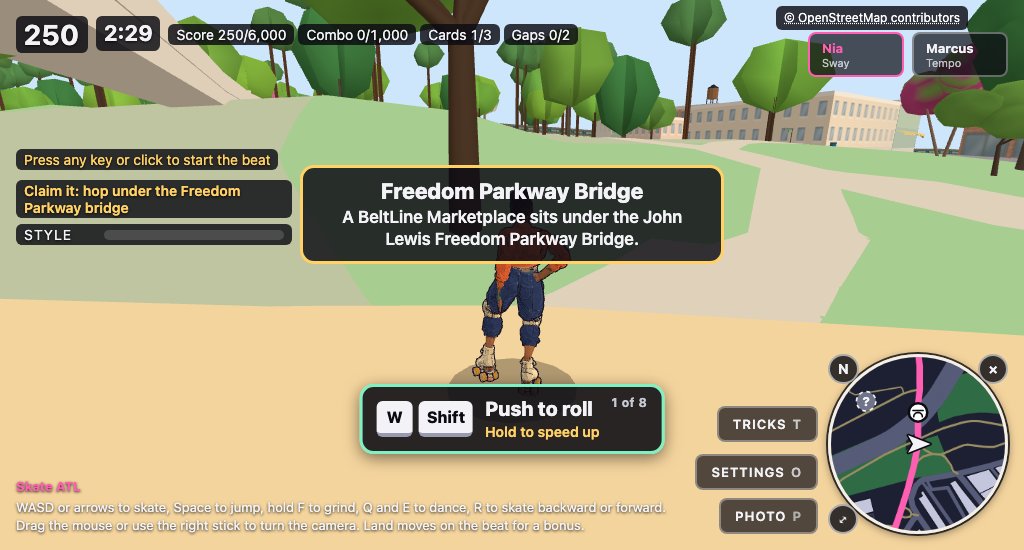 250
2:29
Score 250/6,000
Combo 0/1,000
Cards 1/3
Gaps 0/2
© OpenStreetMap contributors
Nia
Sway
Marcus
Tempo
Press any key or click to start the beat
Claim it: hop under the Freedom
Parkway bridge
STYLE
Freedom Parkway Bridge
A BeltLine Marketplace sits under the John
Lewis Freedom Parkway Bridge.
W
Shift
Push to roll
1 of 8
Hold to speed up
N
×
?
TRICKS T
SETTINGS O
PHOTO P
Skate ATL
WASD or arrows to skate, Space to jump, hold F to grind, Q and E to dance, R to skate backward or forward.
Drag the mouse or use the right stick to turn the camera. Land moves on the beat for a bonus.